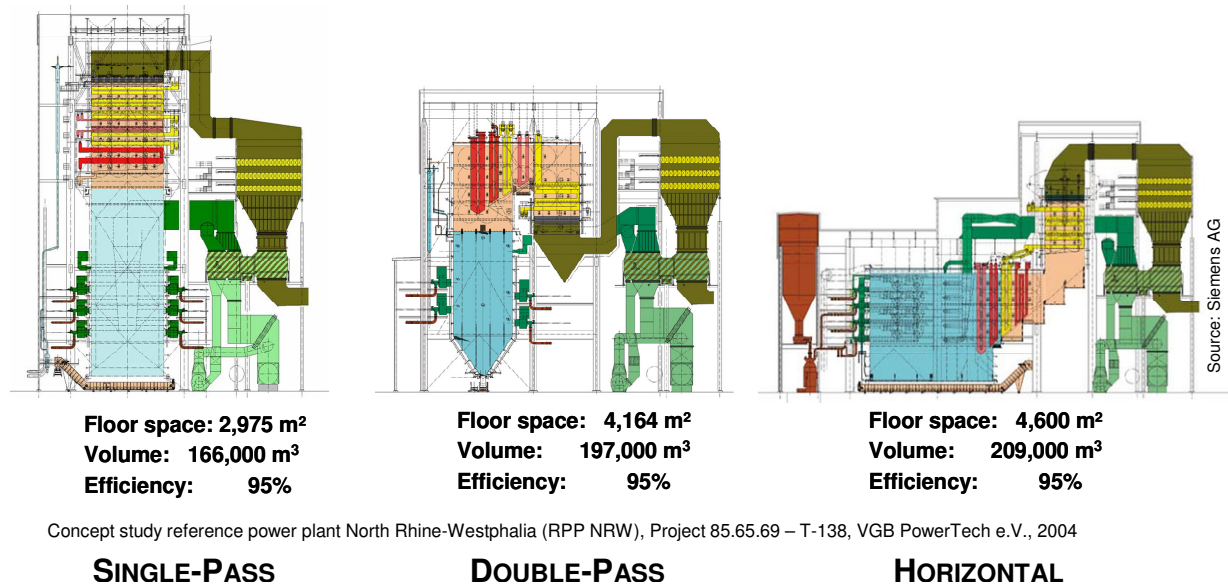 Source: Siemens AG
Floor space: 2,975 m²
Volume: 166,000 m³
Efficiency: 95%
Floor space: 4,164 m²
Volume: 197,000 m³
Efficiency: 95%
Floor space: 4,600 m²
Volume: 209,000 m³
Efficiency: 95%
Concept study reference power plant North Rhine-Westphalia (RPP NRW), Project 85.65.69 – T-138, VGB PowerTech e.V., 2004
SINGLE-PASS
DOUBLE-PASS
HORIZONTAL